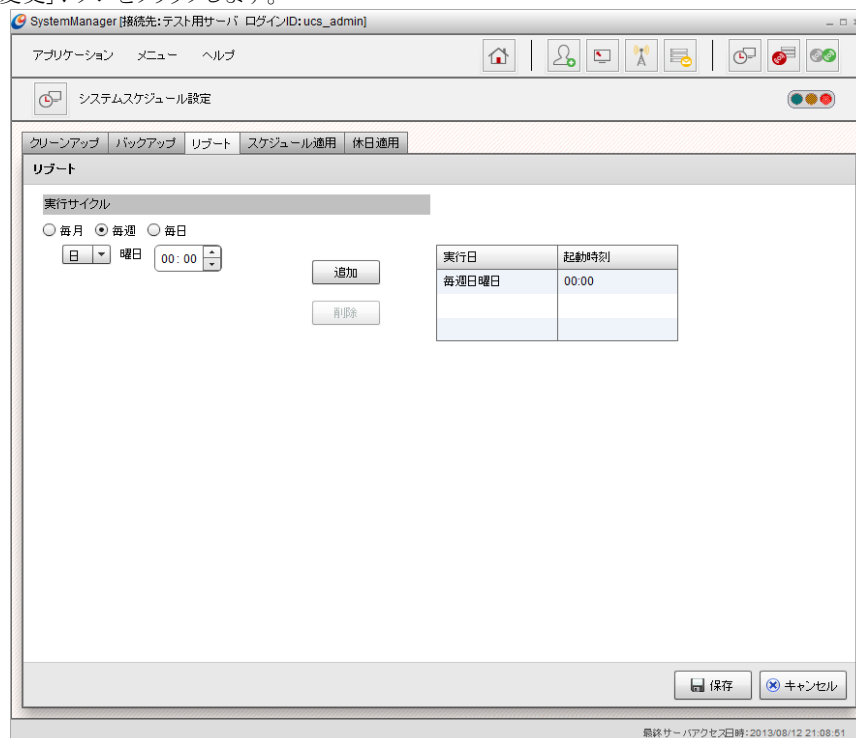 SystemManager [接続先:テスト用サーバ ログインID:ucs_admin]
アプリケーション メニュー ヘルプ
システムスケジュール設定
クリーンアップ バックアップ リブート スケジュール適用 休日適用
リブート
実行サイクル
毎月 毎週 毎日
日 曜日 00:00
追加
削除
実行日 起動時刻
毎週日曜日 00:00
保存 キャンセル
最終サーバアクセス日時:2013/08/12 21:08:51